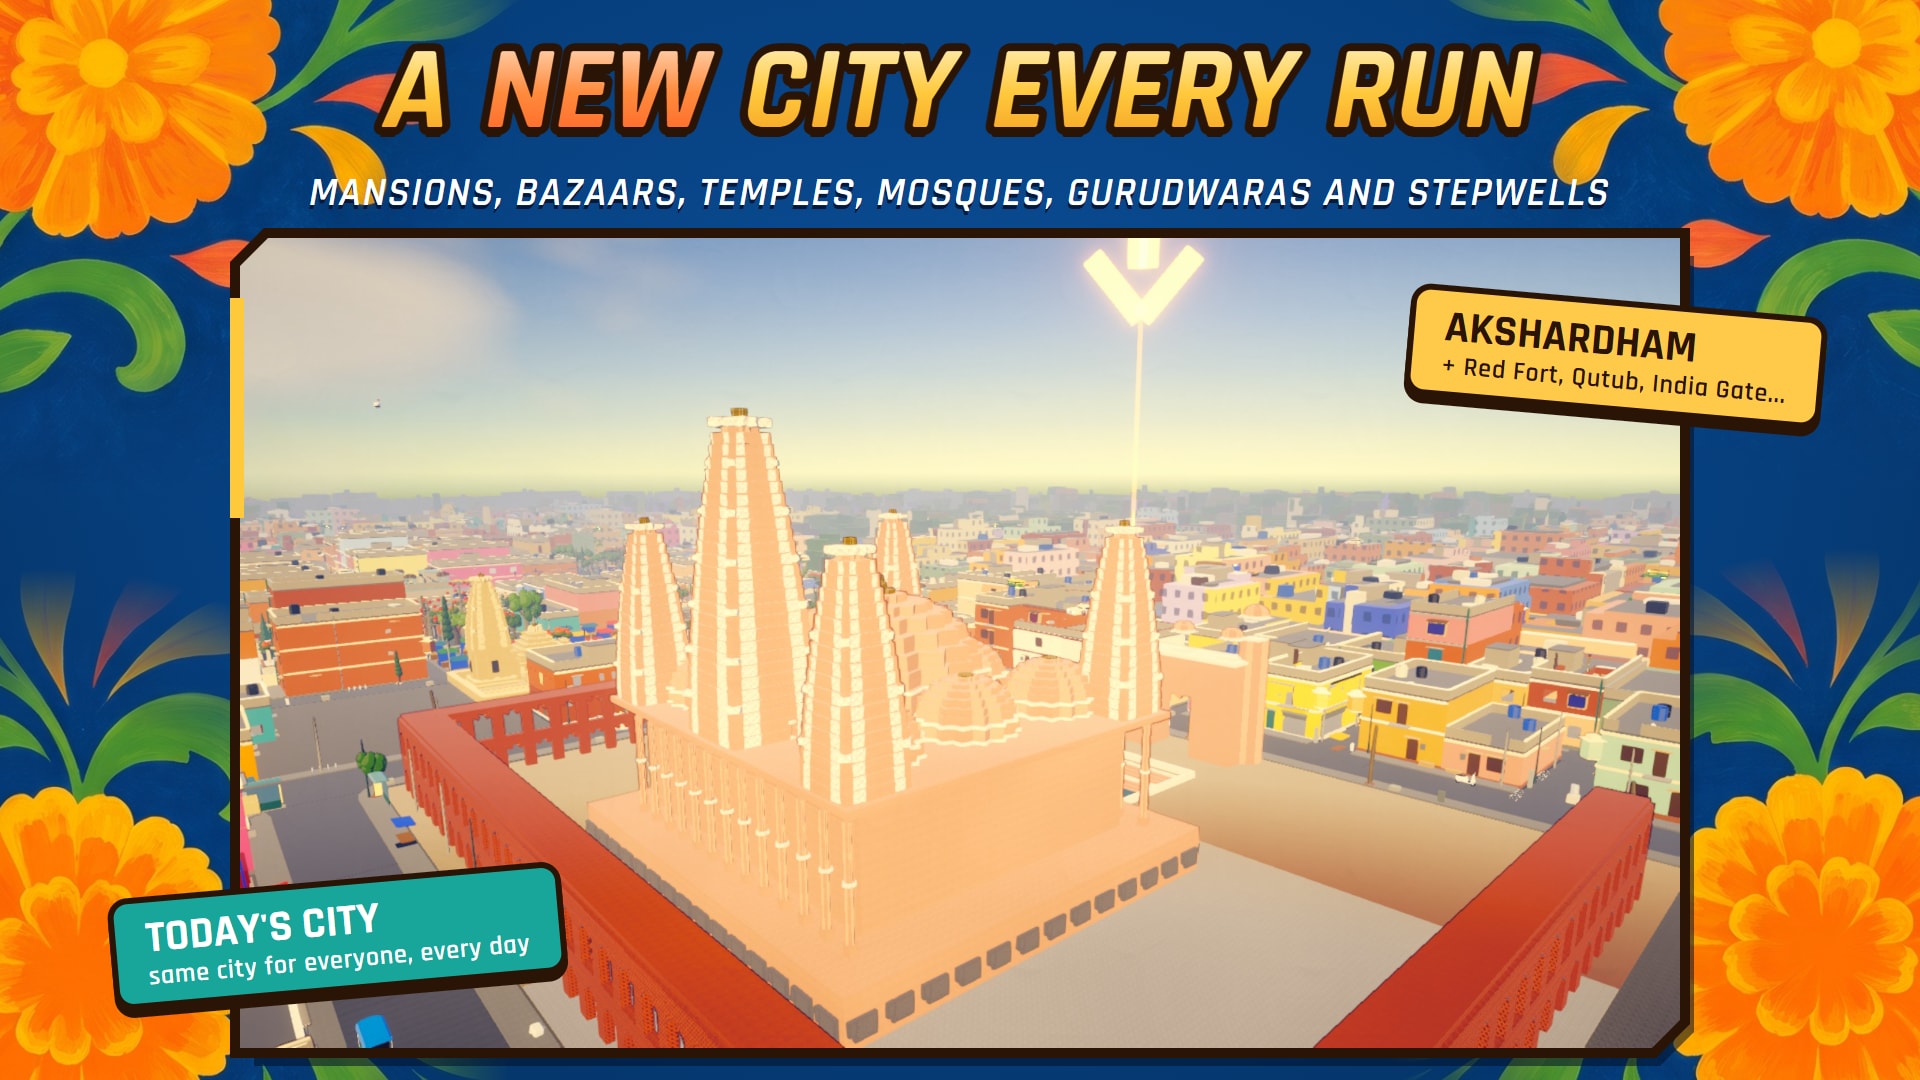 A NEW CITY EVERY RUN
MANSIONS, BAZAARS, TEMPLES, MOSQUES, GURUDWARAS AND STEPWELLS
AKSHARDHAM
+ Red Fort, Qutub, India Gate...
TODAY'S CITY
same city for everyone, every day